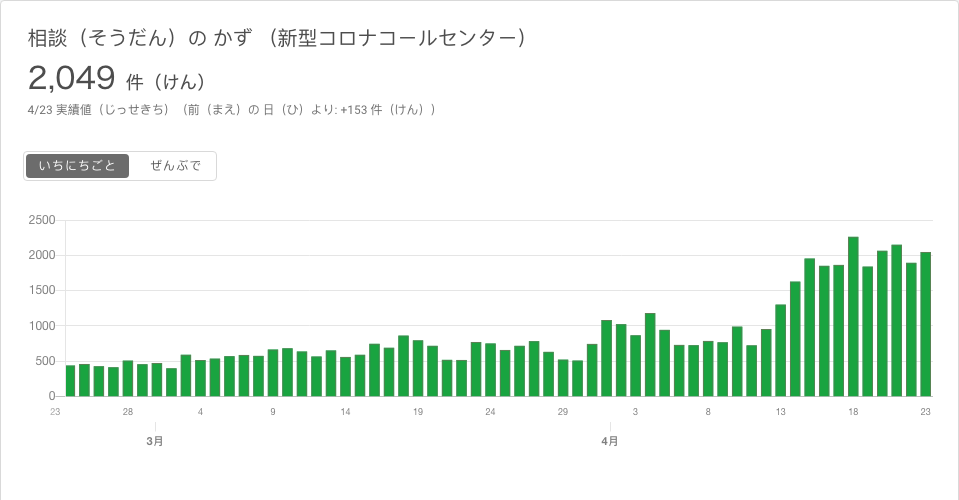 相談（そうだん）の かず （新型コロナコールセンター）
2,049 件（けん）
4/23 実績値（じっせきち）（前（まえ）の 日（ひ）より: +153 件（けん））
いちにちごと ぜんぶで
2500
2000
1500
1000
500
0
23 28 4 9 14 19 24 29 3 8 13 18 23
3月 4月